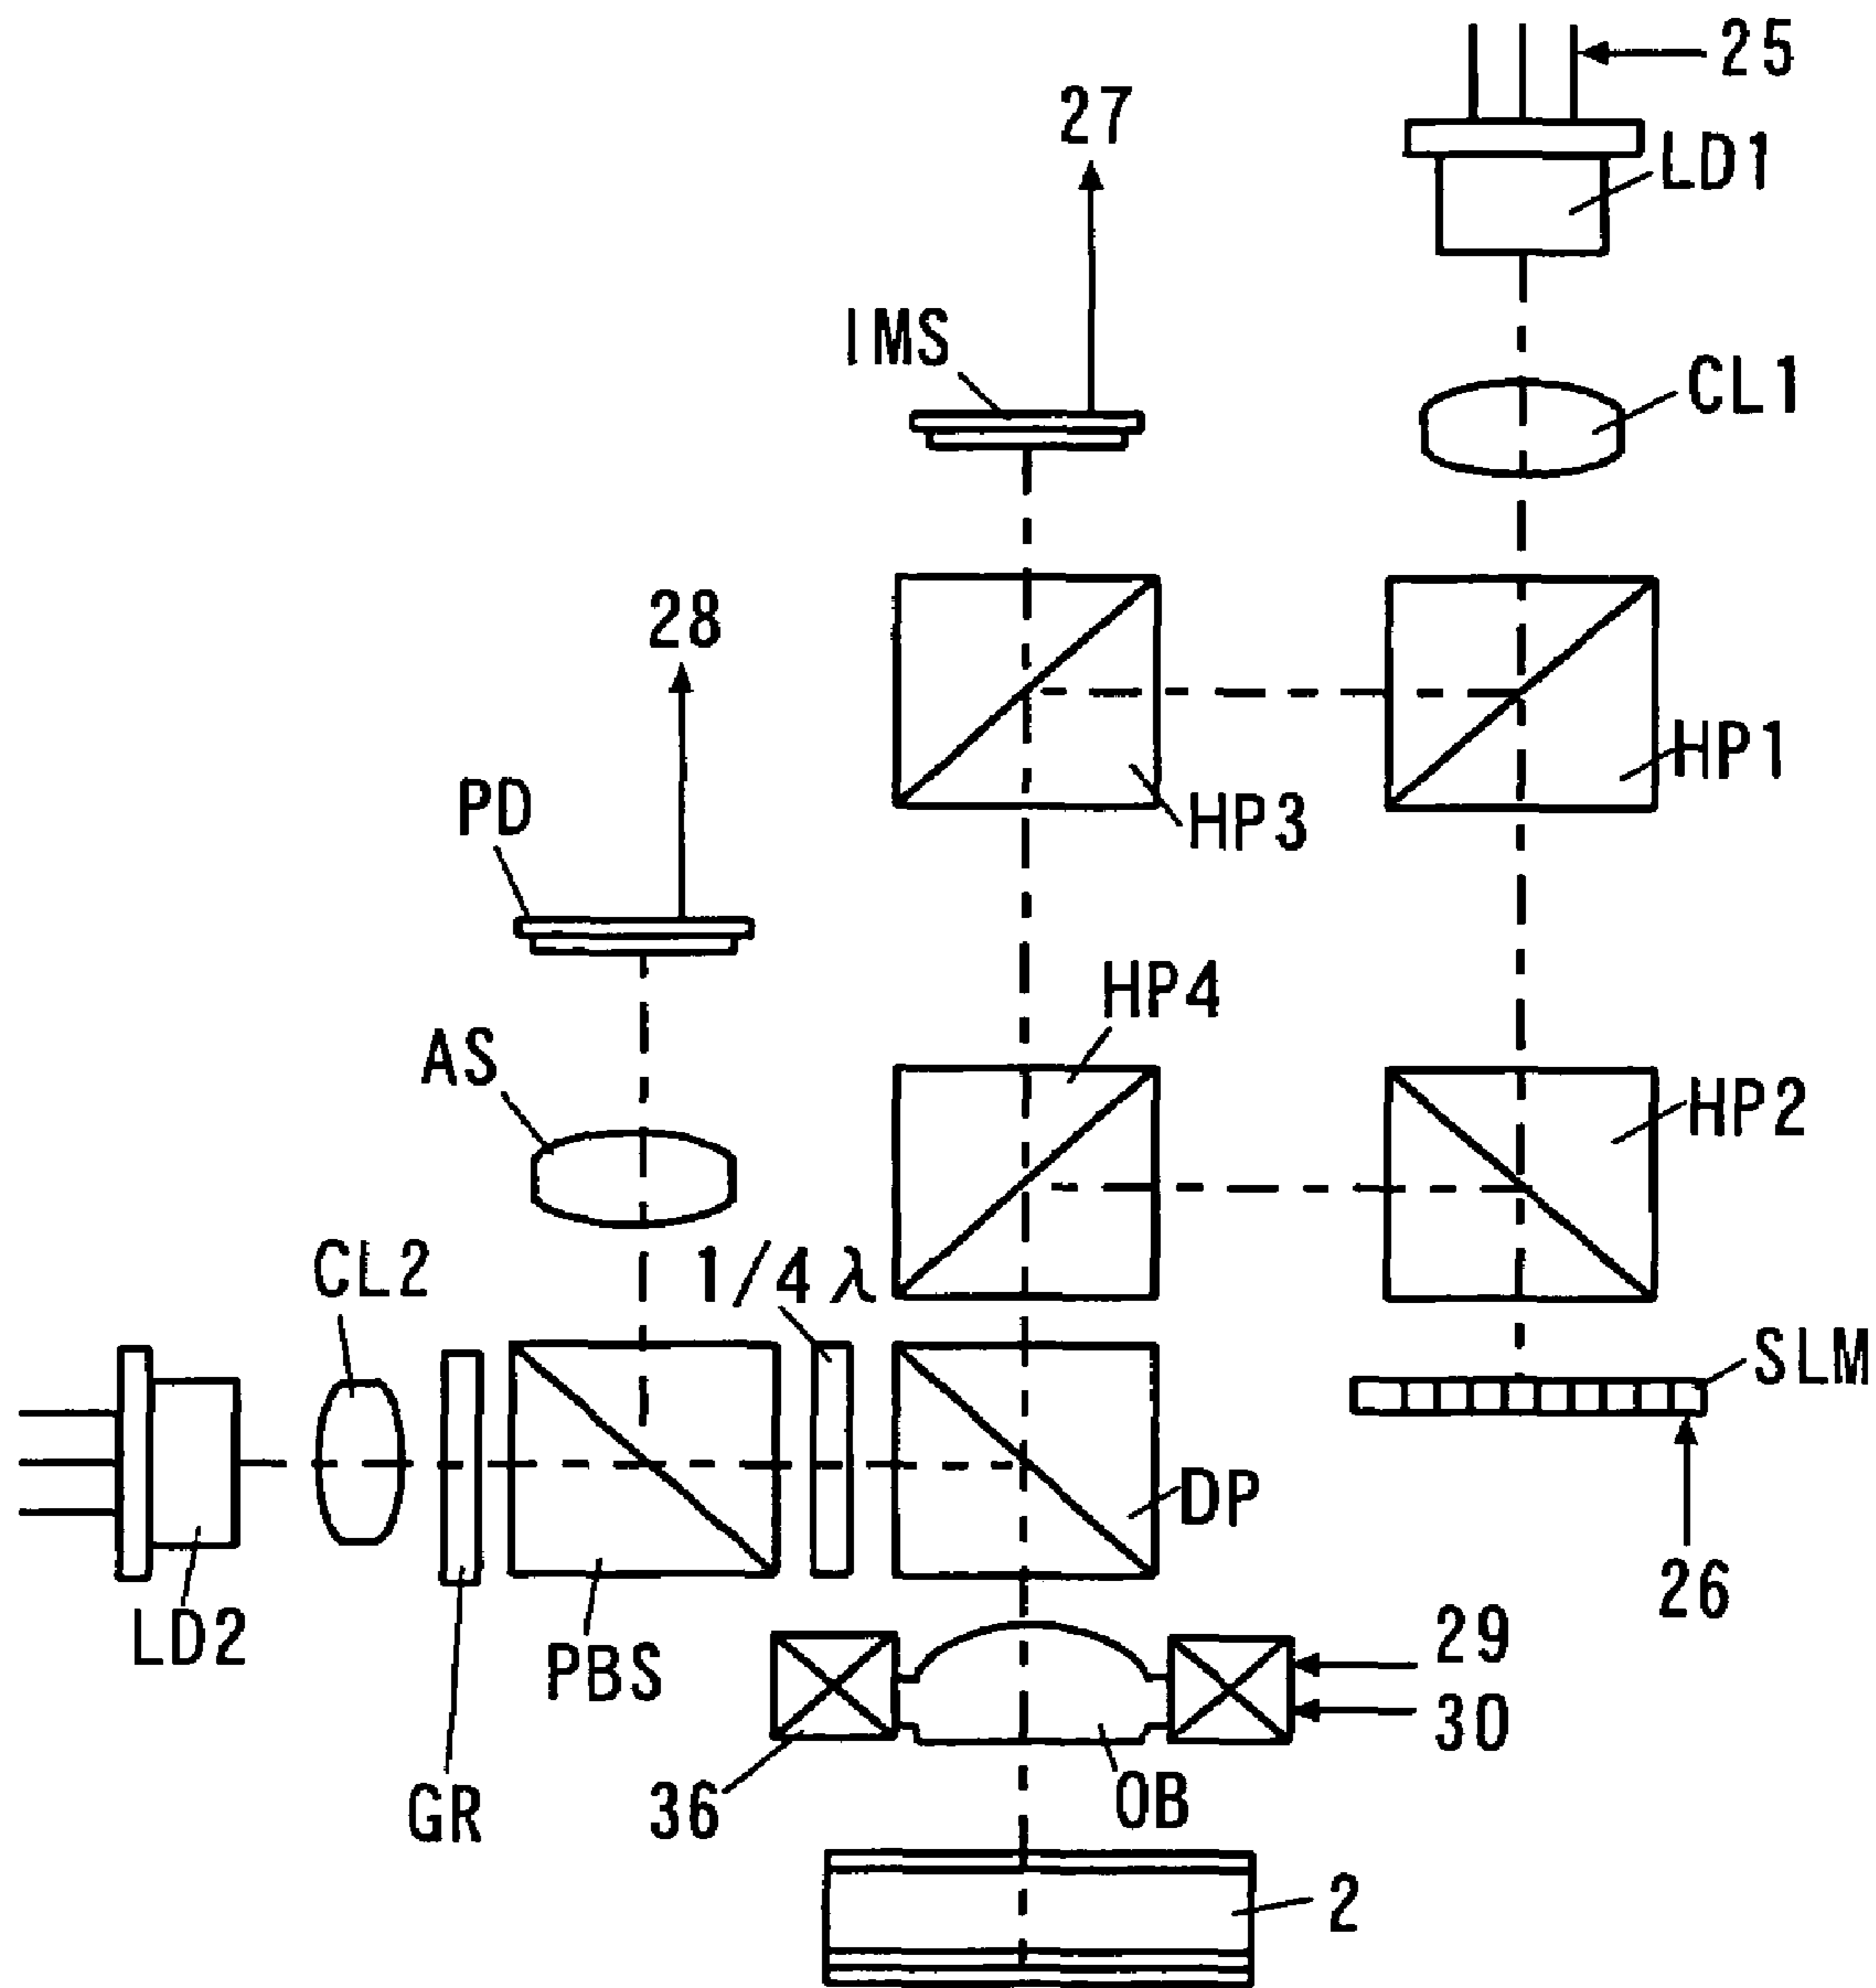 25
27
LD1
IMS
CL1
28
HP1
PD
HP3
HP4
AS
HP2
CL2
1/4 λ
SLM
DP
26
LD2
29
PBS
30
36
OB
GR
2